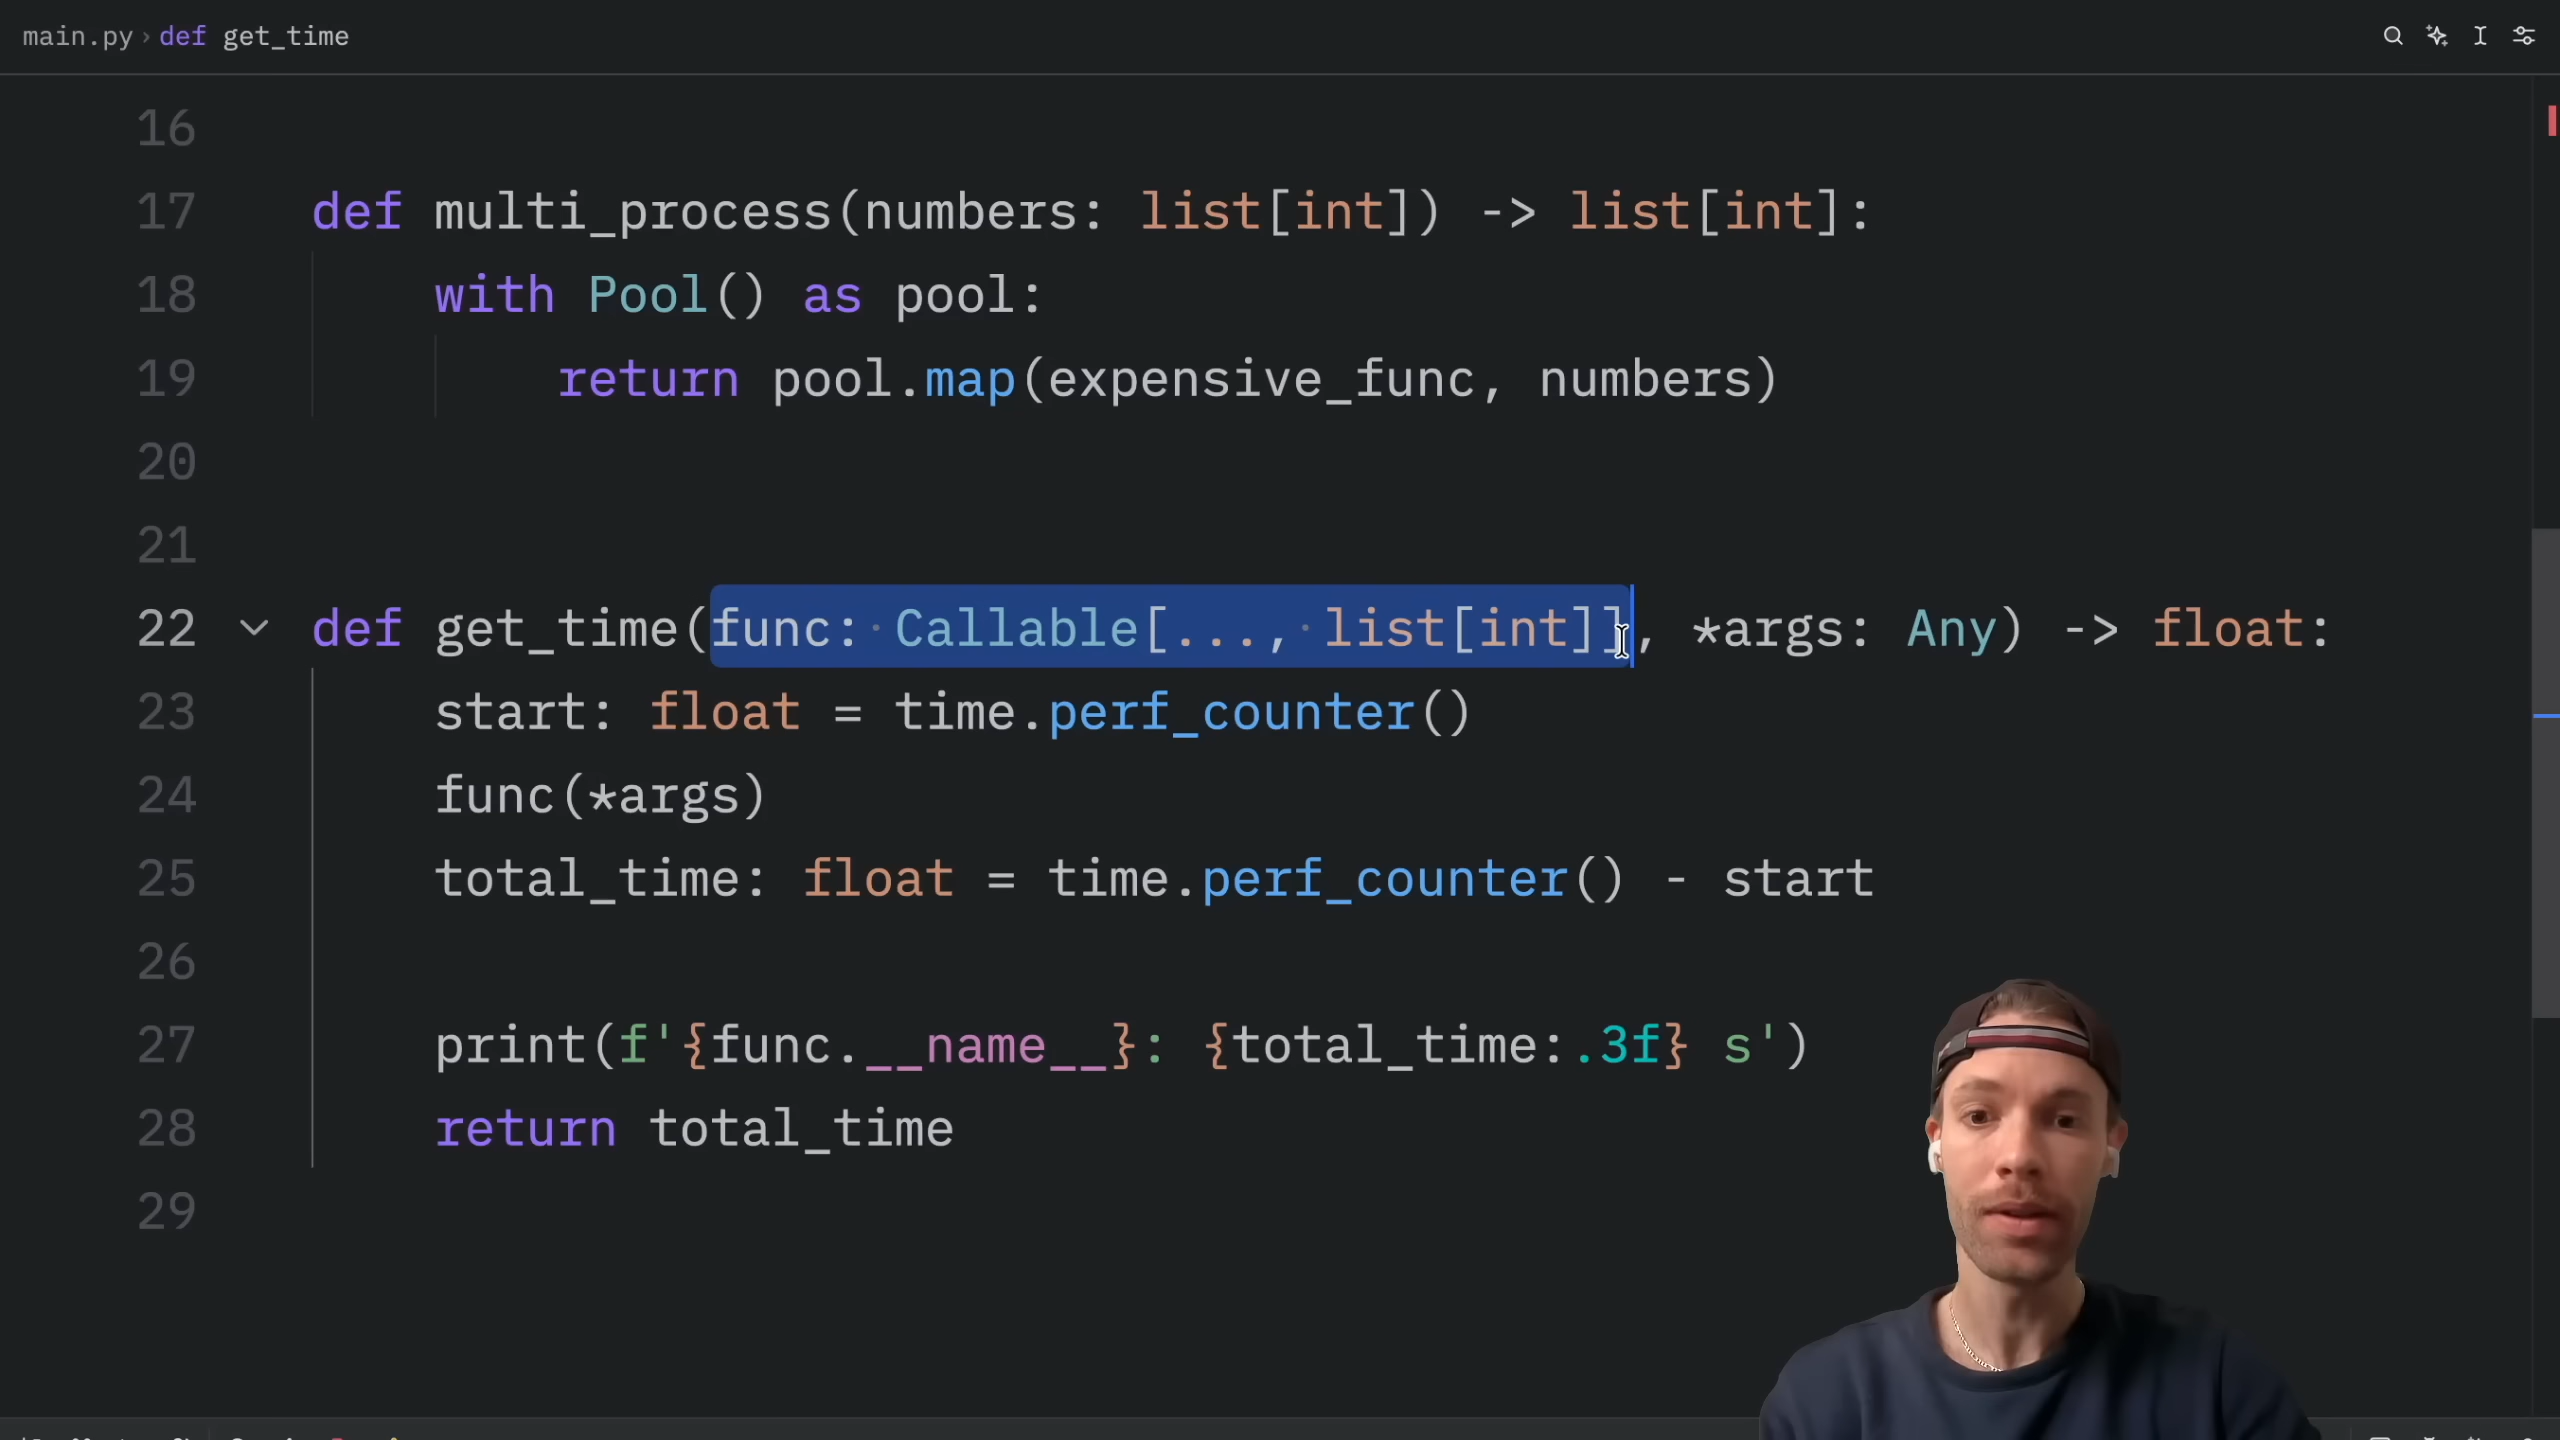 main.py › def get_time
16
17 def multi_process(numbers: list[int]) -> list[int]:
18     with Pool() as pool:
19         return pool.map(expensive_func, numbers)
20
21
22 def get_time(func: Callable[..., list[int]], *args: Any) -> float:
23     start: float = time.perf_counter()
24     func(*args)
25     total_time: float = time.perf_counter() - start
26
27     print(f'{func.__name__}: {total_time:.3f} s')
28     return total_time
29